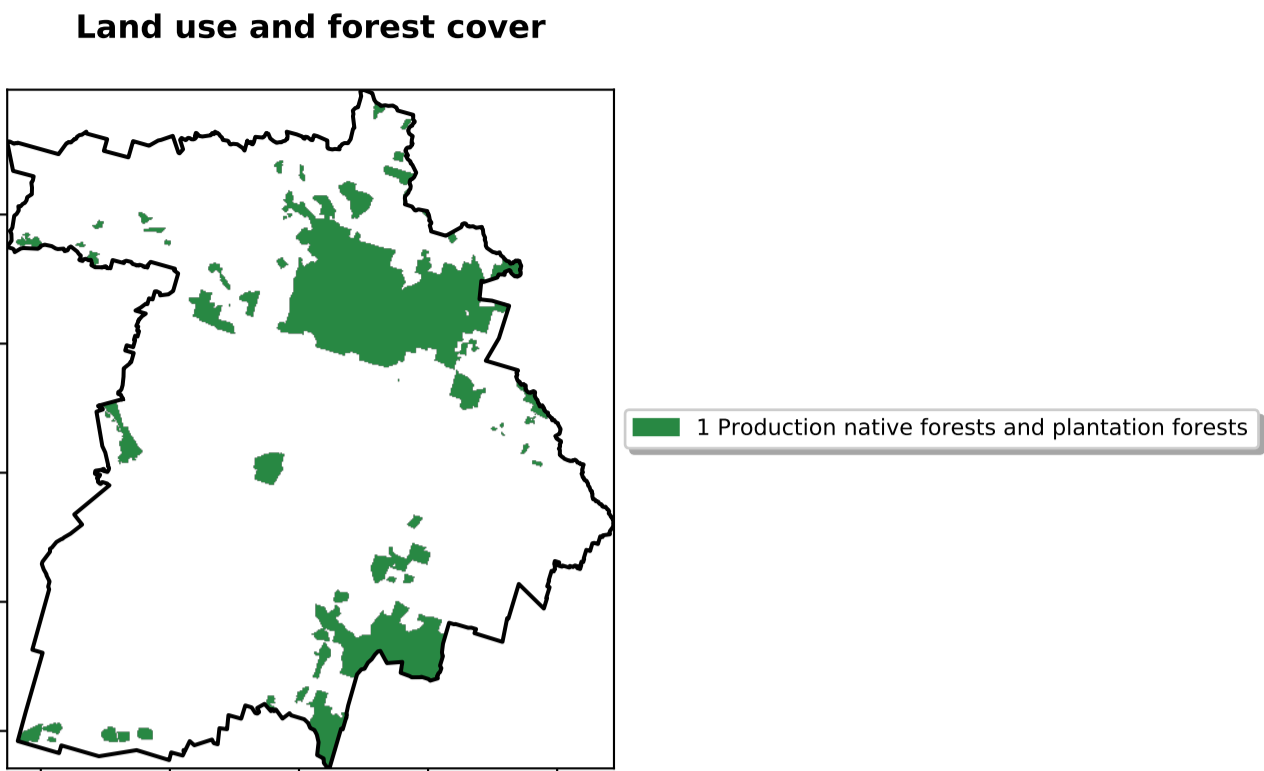 Land use and forest cover
1 Production native forests and plantation forests